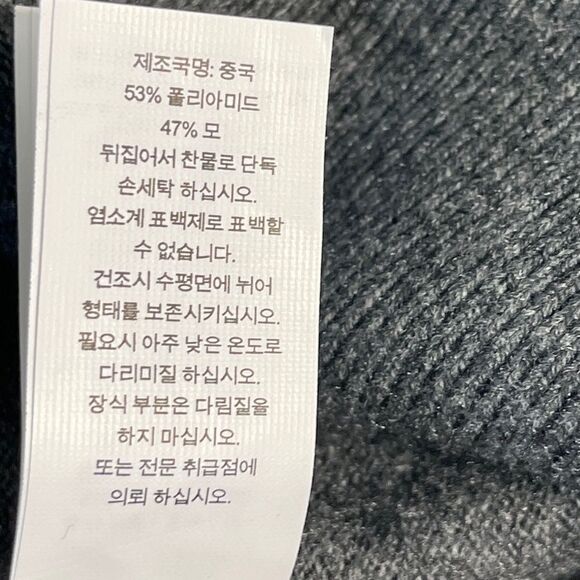 제조국명: 중국
53% 폴리아미드
47% 모
뒤집어서 찬물로 단독
손세탁 하십시오.
염소계 표백제로 표백할
수 없습니다.
건조시 수평면에 뉘어
형태를 보존시키십시오.
필요시 아주 낮은 온도로
다리미질 하십시오.
장식 부분은 다림질을
하지 마십시오.
또는 전문 취급점에
의뢰 하십시오.